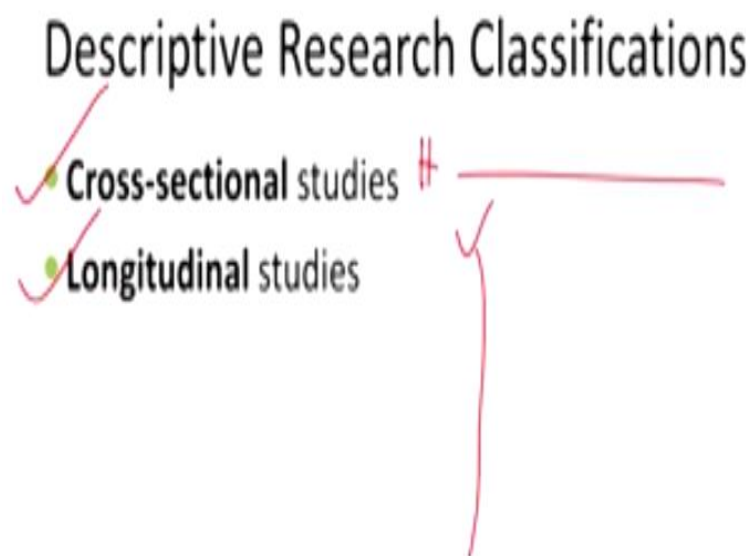 Descriptive Research Classifications
Cross-sectional studies
Longitudinal studies